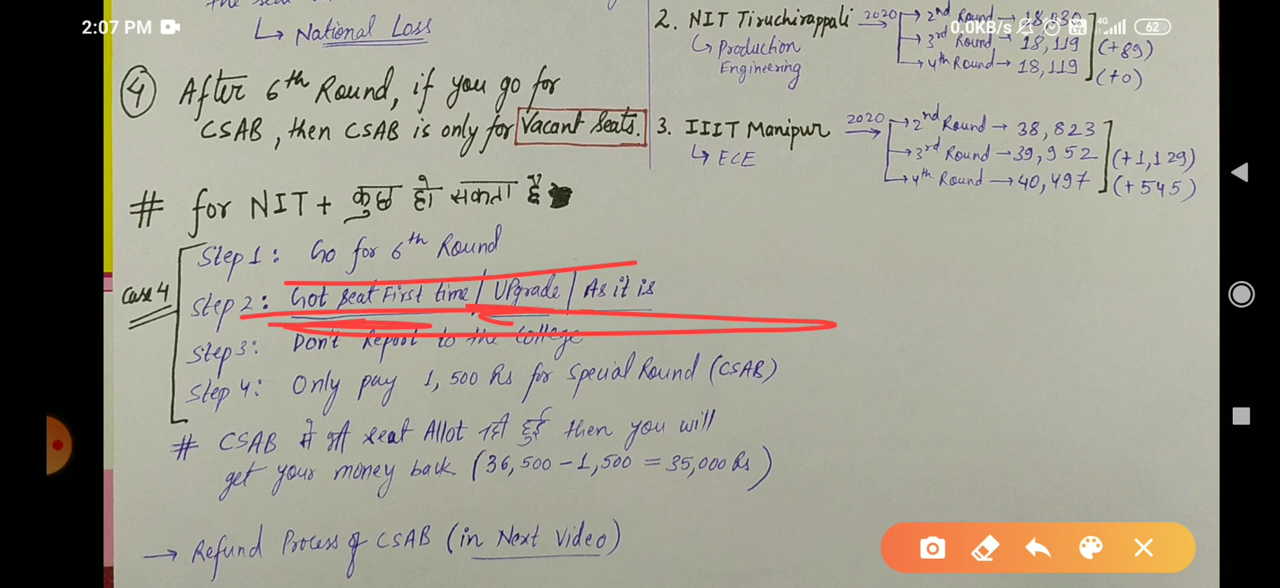 2:07 PM
0.0KB/s 4G 62
the seat
↳ National Loss
④ After 6th Round, if you go for
CSAB, then CSAB is only for Vacant Seats.
# for NIT+ कुछ हो सकता है
Case 4
Step 1: Go for 6th Round
Step 2: Got Seat First time / Upgrade / As it is
Step 3: Don't Report to the College
Step 4: Only pay 1,500 Rs for Special Round (CSAB)
# CSAB में भी seat Allot नहीं हुई then you will
get your money back (36,500 - 1,500 = 35,000 Rs)
→ Refund Process of CSAB (in Next Video)
2. NIT Tiruchirappali 2020 → 2nd Round →
↳ Production → 3rd Round → 18,119 (+89)
Engineering → 4th Round → 18,119 (+0)
3. IIIT Manipur 2020 → 2nd Round → 38,823
↳ ECE → 3rd Round → 39,952 (+1,129)
→ 4th Round → 40,497 (+545)